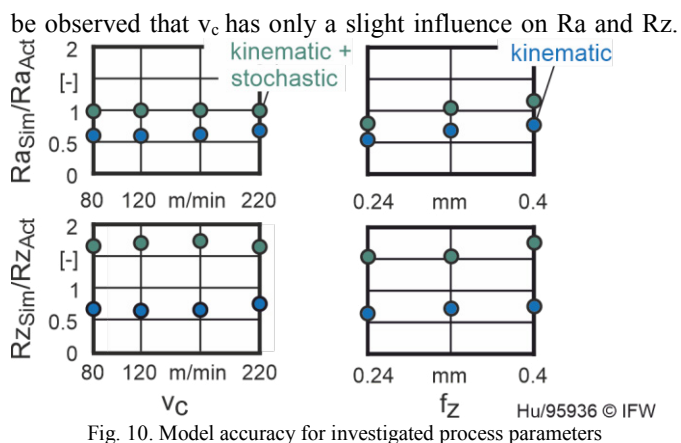 be observed that vc has only a slight influence on Ra and Rz.
kinematic +
stochastic
kinematic
RaSim/RaAct
[-]
2
1
0.5
0
80 120 m/min 220
0.24 mm 0.4
RzSim/RzAct
[-]
2
1
0.5
0
80 120 m/min 220
0.24 mm 0.4
vc
fz
Hu/95936 © IFW
Fig. 10. Model accuracy for investigated process parameters